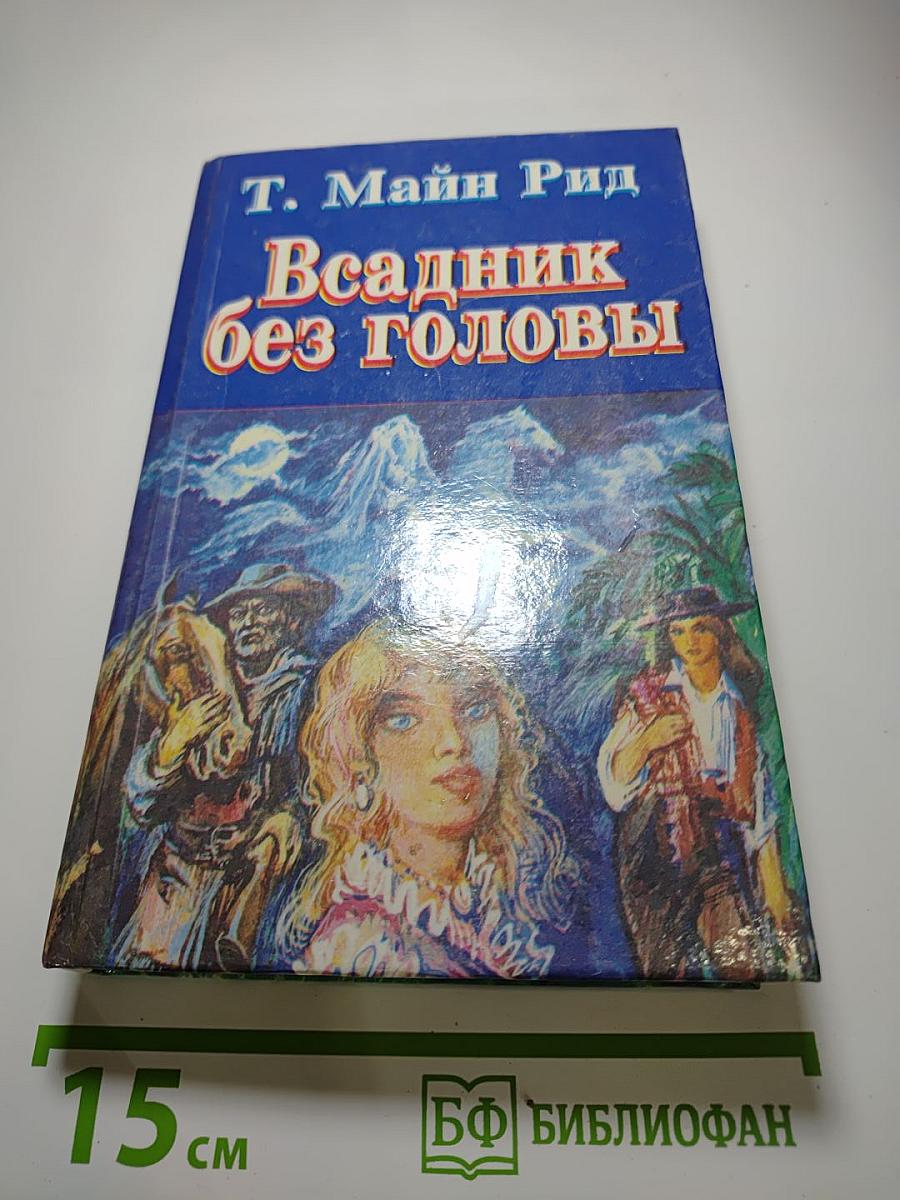 Т. Майн Рид
Всадник
без головы
15 см
БФ БИБЛИОФАН